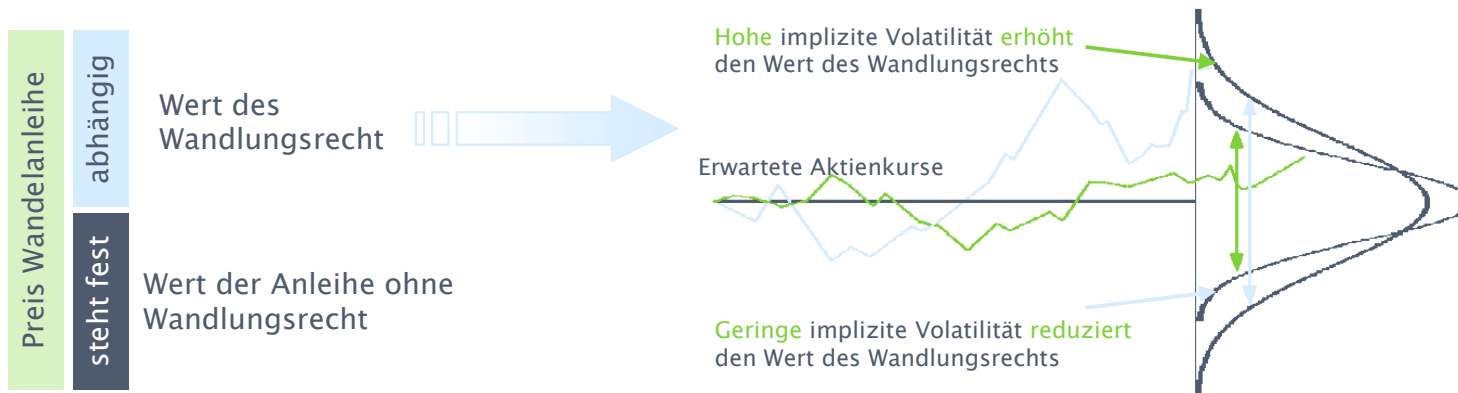 Preis Wandelanleihe
abhängig
steht fest
Wert des
Wandlungsrecht
Wert der Anleihe ohne
Wandlungsrecht
Hohe implizite Volatilität erhöht
den Wert des Wandlungsrechts
Erwartete Aktienkurse
Geringe implizite Volatilität reduziert
den Wert des Wandlungsrechts